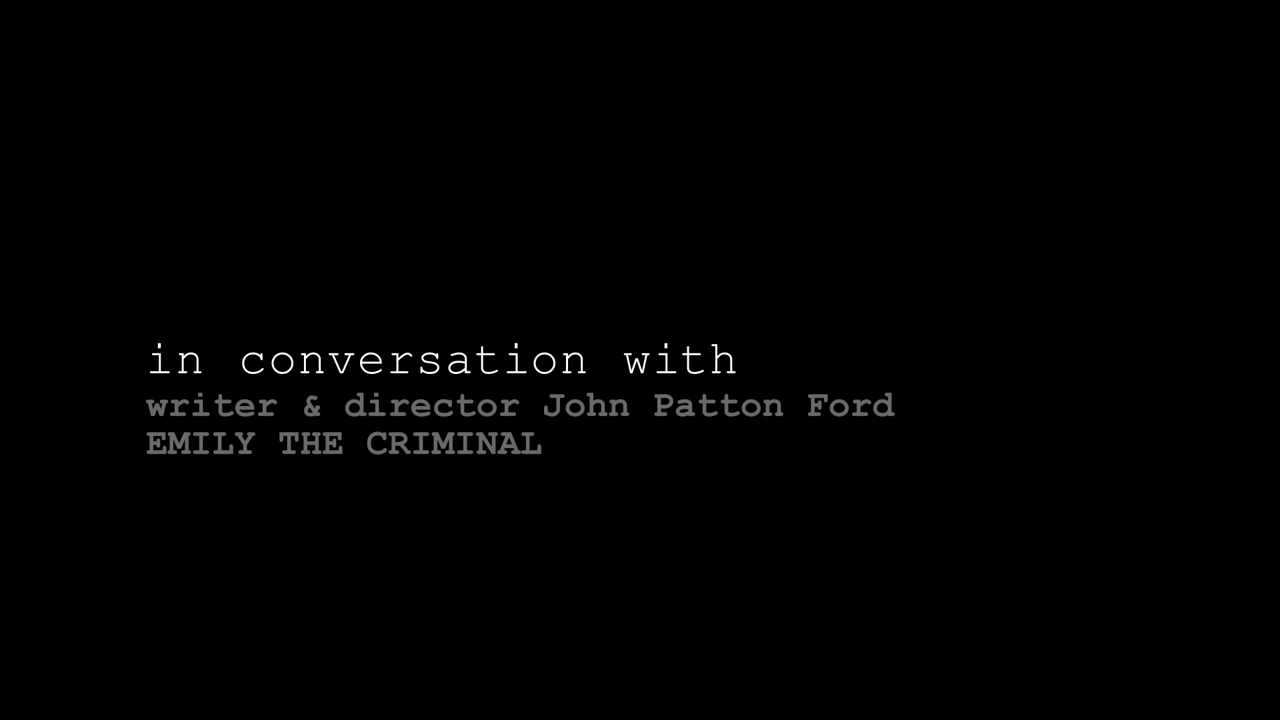 in conversation with
writer & director John Patton Ford
EMILY THE CRIMINAL